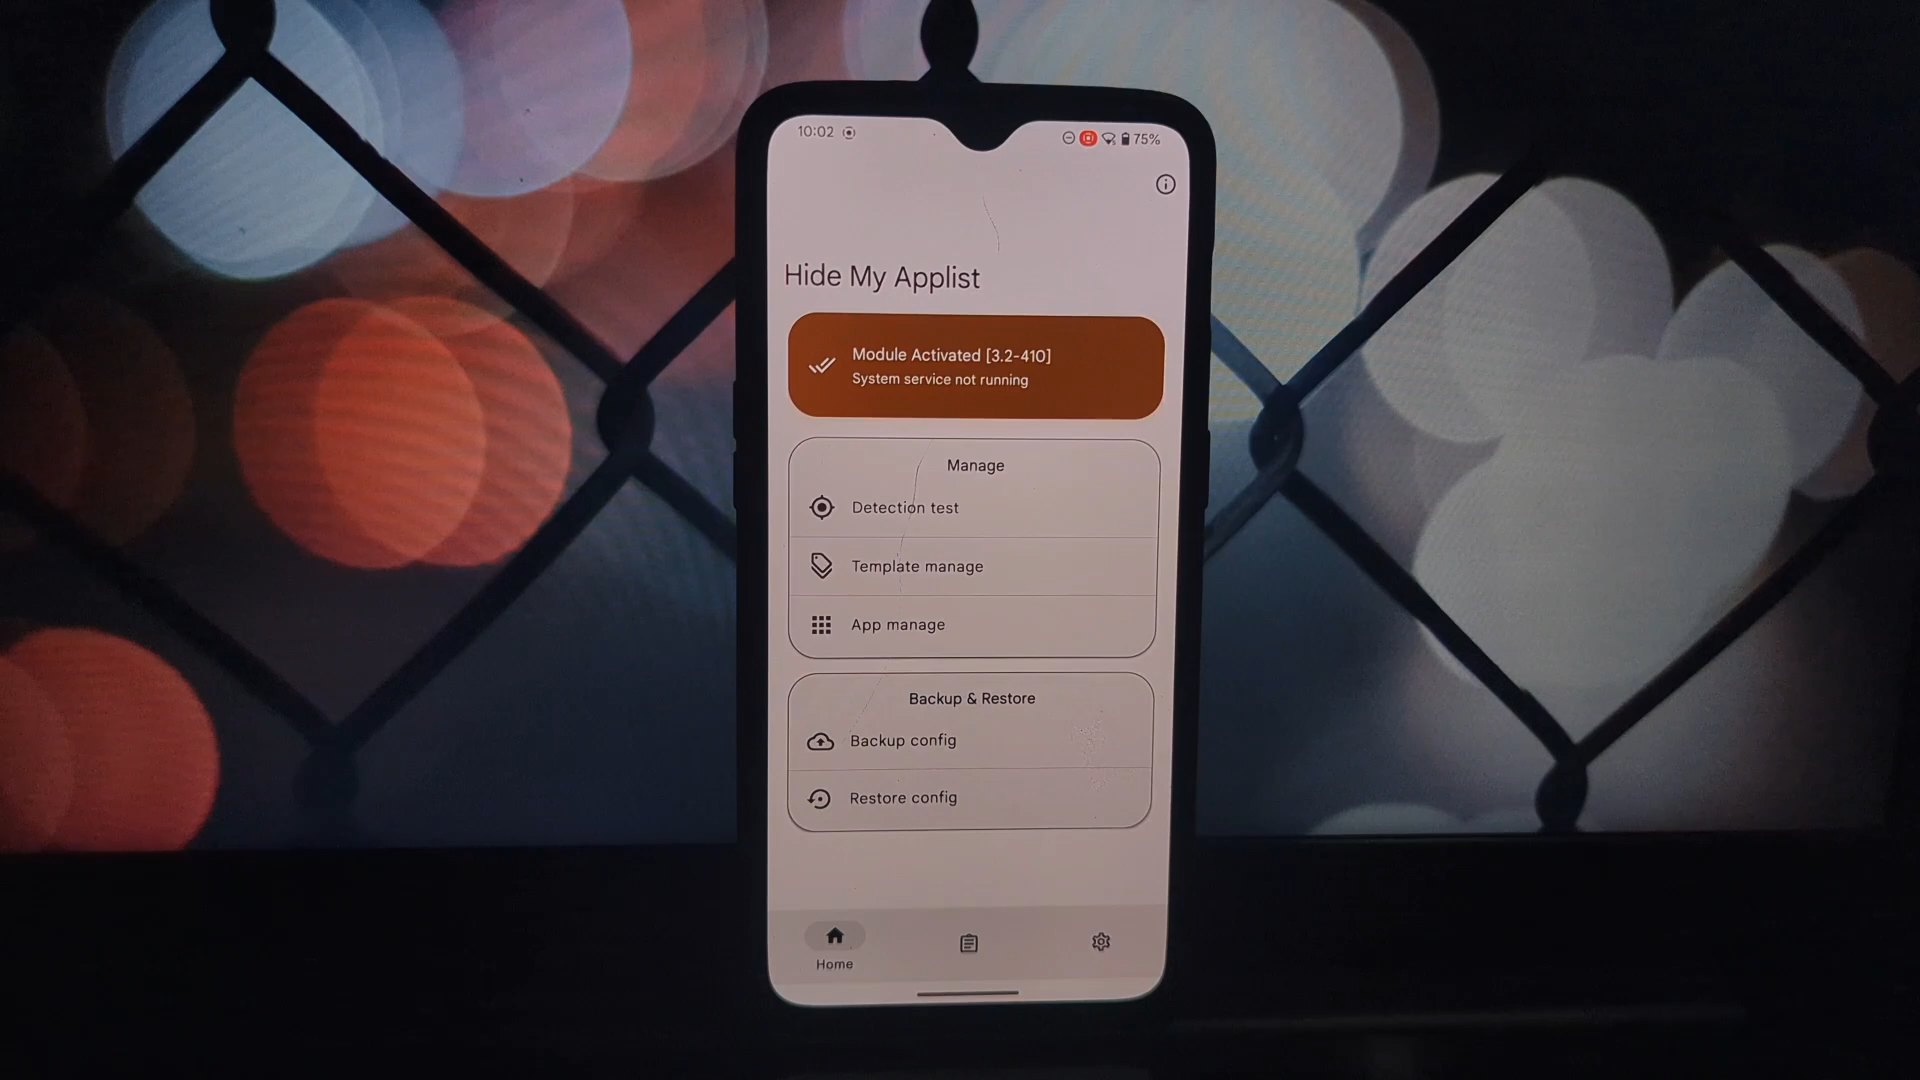 10:02
75%
Hide My Applist
Module Activated [3.2-410]
System service not running
Manage
Detection test
Template manage
App manage
Backup & Restore
Backup config
Restore config
Home